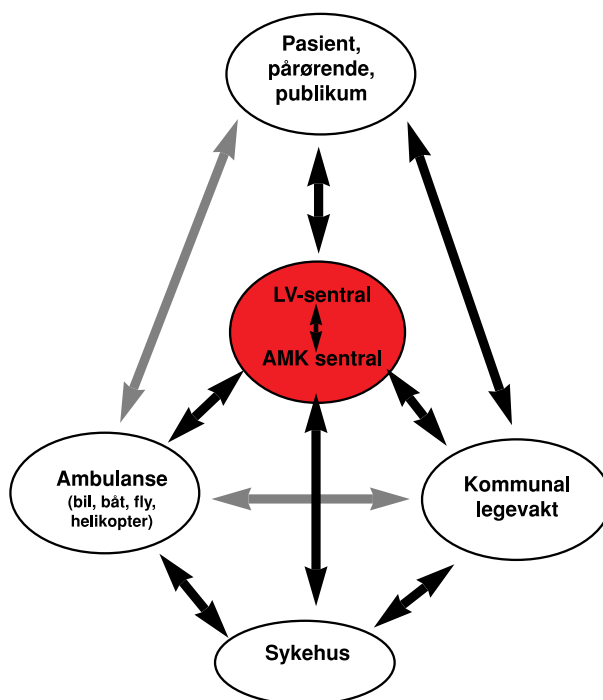 Pasient,
pårørende,
publikum
LV-sentral
AMK sentral
Ambulanse
(bil, båt, fly,
helikopter)
Kommunal
legevakt
Sykehus